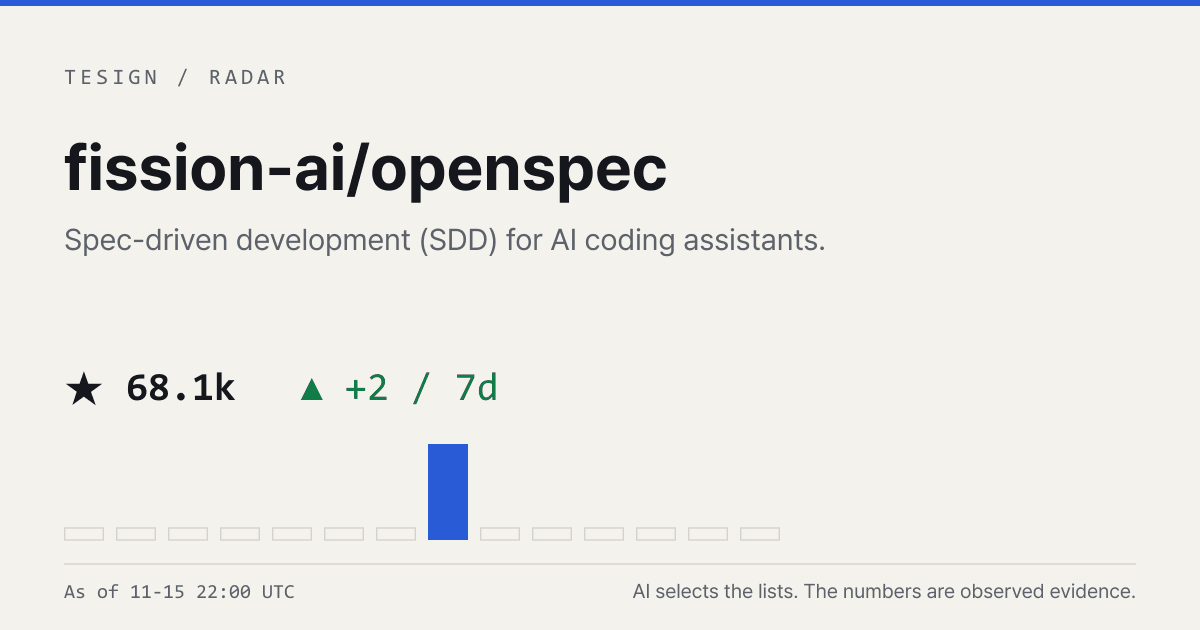 TESIGN / RADAR
fission-ai/openspec
Spec-driven development (SDD) for AI coding assistants.
★ 68.1k ▲ +2 / 7d
As of 11-15 22:00 UTC
AI selects the lists. The numbers are observed evidence.